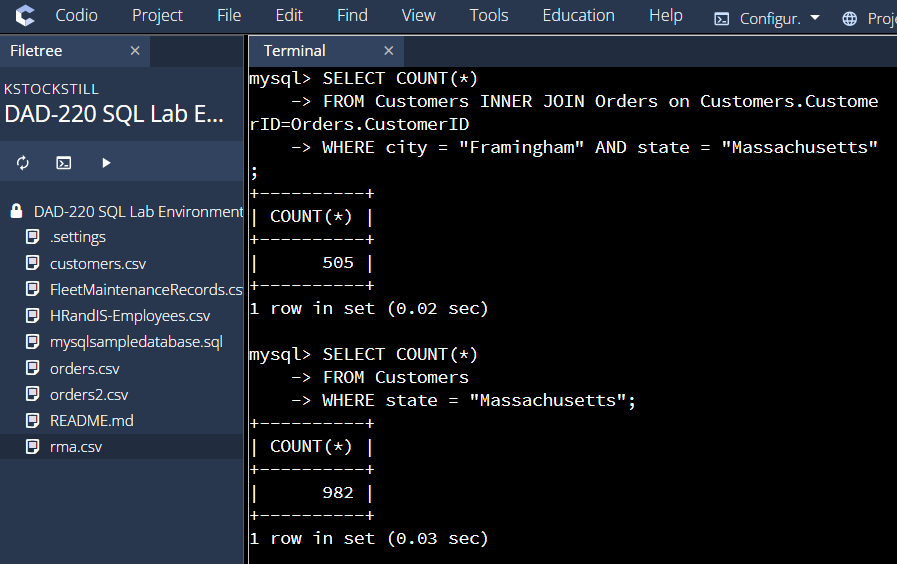 Codio Project File Edit Find View Tools Education Help Configur. Proje
Filetree ×
KSTOCKSTILL
DAD-220 SQL Lab E...
DAD-220 SQL Lab Environment
.settings
customers.csv
FleetMaintenanceRecords.csv
HRandIS-Employees.csv
mysqlsampledatabase.sql
orders.csv
orders2.csv
README.md
rma.csv
Terminal ×
mysql> SELECT COUNT(*)
    -> FROM Customers INNER JOIN Orders on Customers.Custome
rID=Orders.CustomerID
    -> WHERE city = "Framingham" AND state = "Massachusetts"
;
+----------+
| COUNT(*) |
+----------+
|      505 |
+----------+
1 row in set (0.02 sec)
mysql> SELECT COUNT(*)
    -> FROM Customers
    -> WHERE state = "Massachusetts";
+----------+
| COUNT(*) |
+----------+
|      982 |
+----------+
1 row in set (0.03 sec)